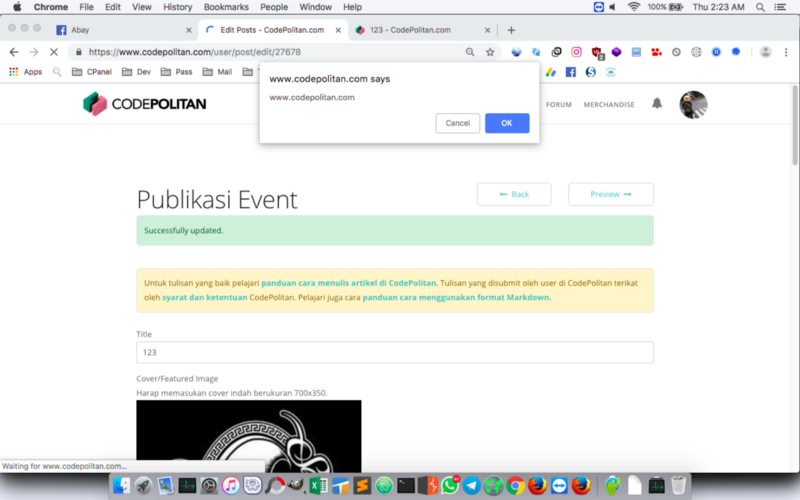 Chrome File Edit View History Bookmarks People Window Help 100% Thu 2:23 AM
Abay
Edit Posts - CodePolitan.com
123 - CodePolitan.com
https://www.codepolitan.com/user/post/edit/27678
Apps CPanel Dev Pass Mail
www.codepolitan.com says
www.codepolitan.com
Cancel OK
CODEPOLITAN
FORUM MERCHANDISE
Publikasi Event
← Back
Preview →
Successfully updated.
Untuk tulisan yang baik pelajari panduan cara menulis artikel di CodePolitan. Tulisan yang disubmit oleh user di CodePolitan terikat
oleh syarat dan ketentuan CodePolitan. Pelajari juga cara panduan cara menggunakan format Markdown.
Title
123
Cover/Featured Image
Harap memasukan cover indah berukuran 700x350.
Waiting for www.codepolitan.com...